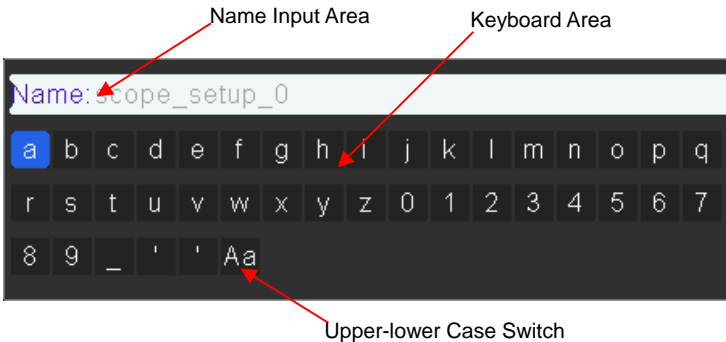 Name Input Area
Keyboard Area
Name:scope_setup_0
a b c d e f g h i j k l m n o p q
r s t u v w x y z 0 1 2 3 4 5 6 7
8 9 _ ' ' Aa
Upper-lower Case Switch